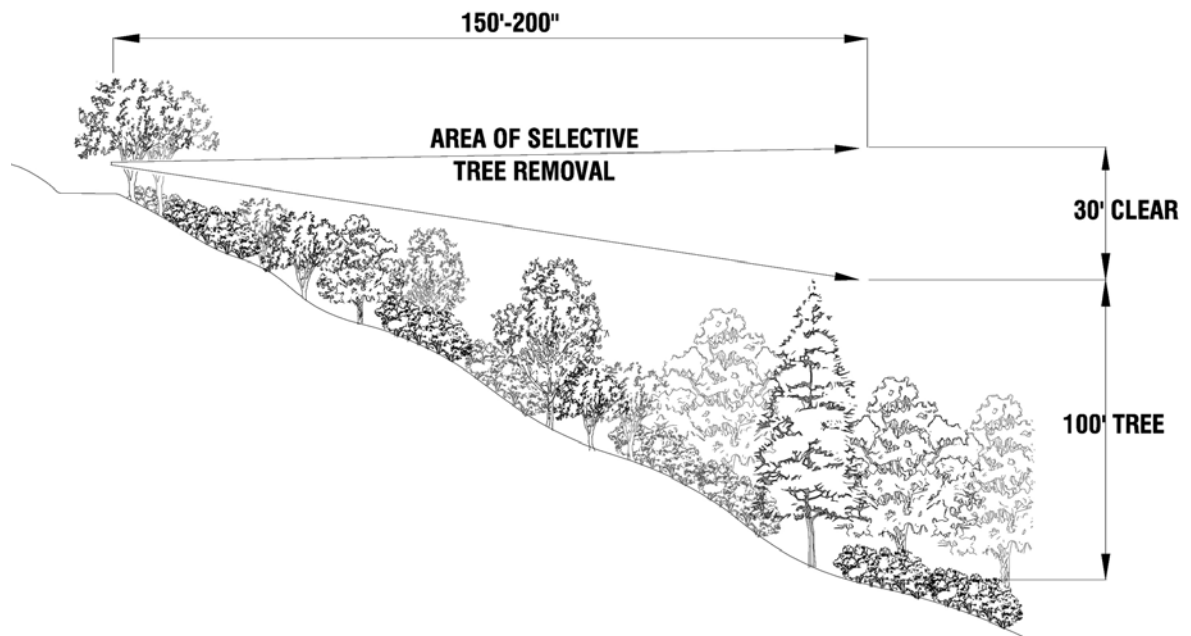 150'-200"
AREA OF SELECTIVE
TREE REMOVAL
30' CLEAR
100' TREE